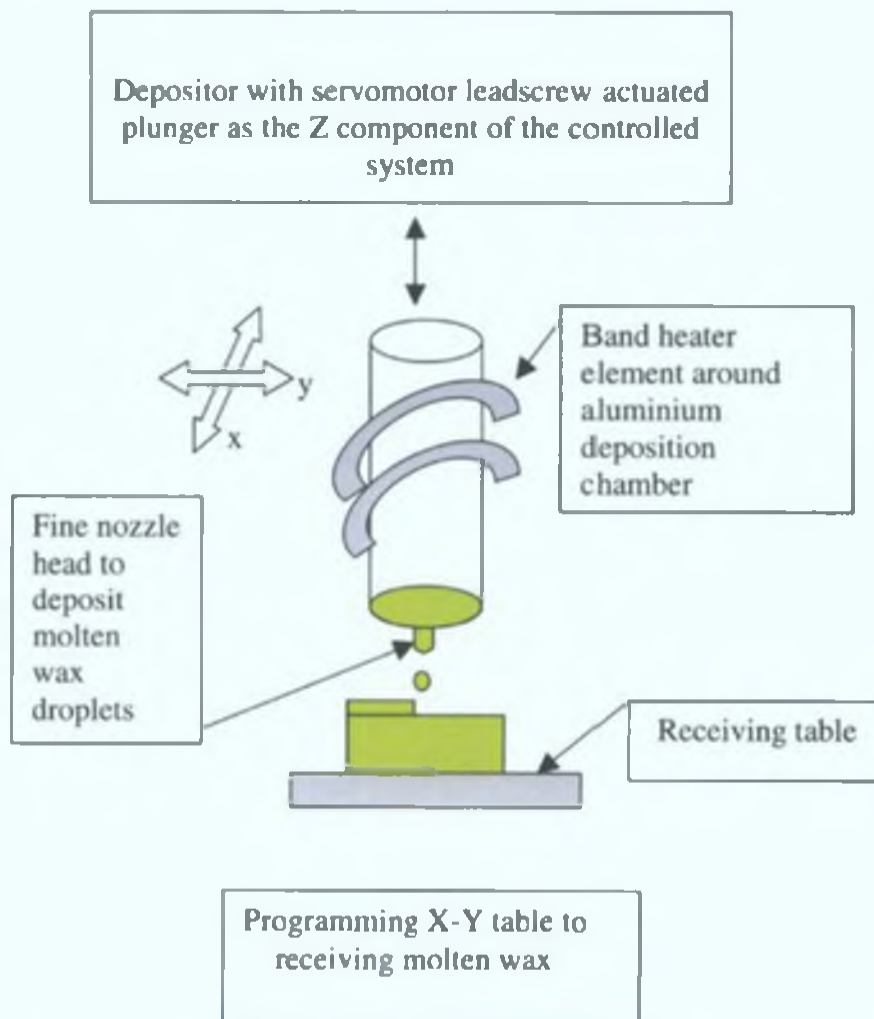 Depositor with servomotor leadscrew actuated
plunger as the Z component of the controlled
system
y
x
Band heater
element around
aluminium
deposition
chamber
Fine nozzle
head to
deposit
molten
wax
droplets
Receiving table
Programming X-Y table to
receiving molten wax